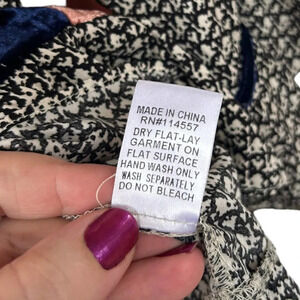 MADE IN CHINA
RN#114557
DRY FLAT-LAY
GARMENT ON
FLAT SURFACE
HAND WASH ONLY
WASH SEPARATELY
DO NOT BLEACH